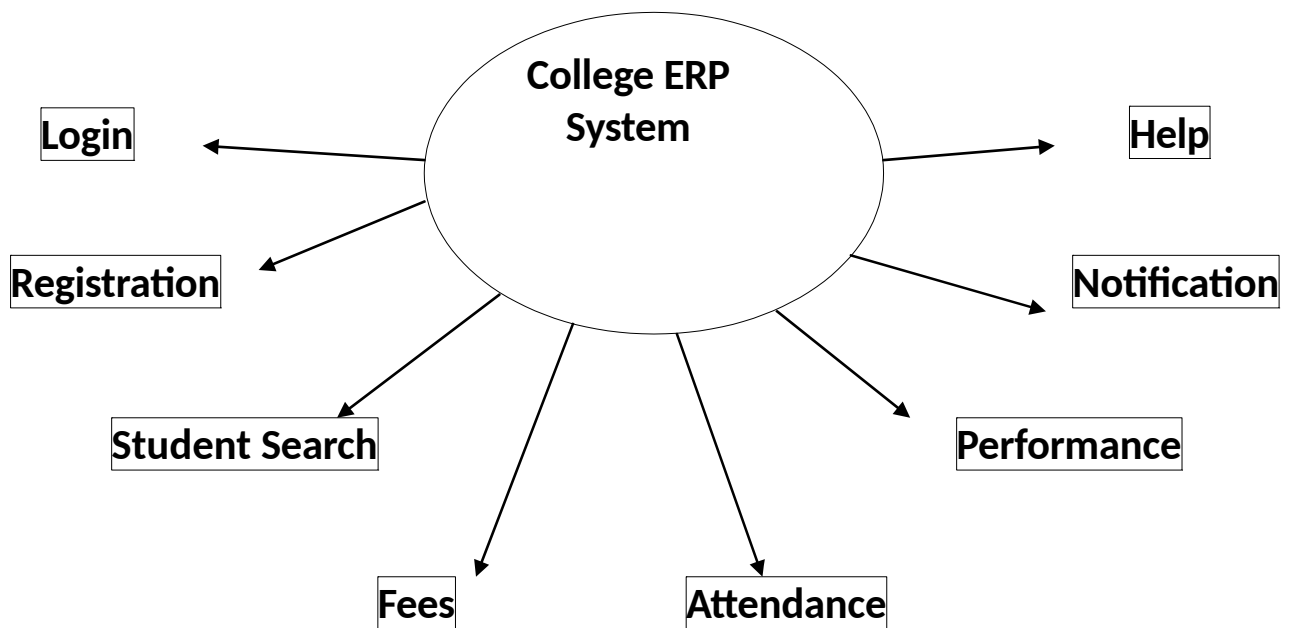 College ERP
System
Login
Help
Registration
Notification
Student Search
Performance
Fees
Attendance